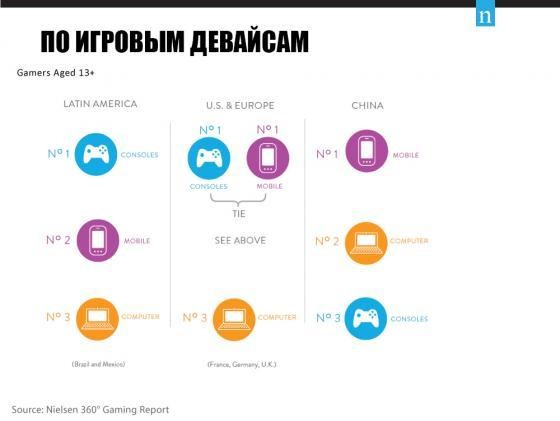 n
ПО ИГРОВЫМ ДЕВАЙСАМ
Gamers Aged 13+
LATIN AMERICA
Nº 1 CONSOLES
Nº 2 MOBILE
Nº 3 COMPUTER
(Brazil and Mexico)
U.S. & EUROPE
Nº 1 Nº 1
CONSOLES MOBILE
TIE
SEE ABOVE
Nº 3 COMPUTER
(France, Germany, U.K.)
CHINA
Nº 1 MOBILE
Nº 2 COMPUTER
Nº 3 CONSOLES
Source: Nielsen 360° Gaming Report